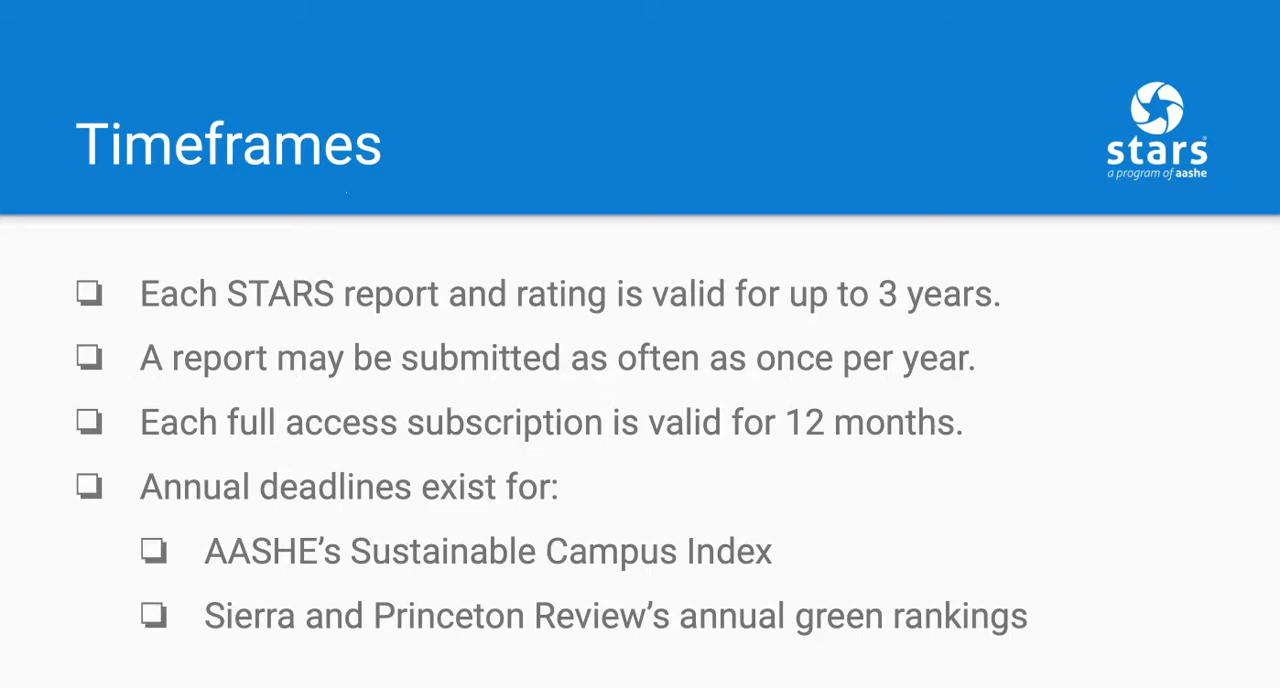 Timeframes
stars
a program of aashe
❏ Each STARS report and rating is valid for up to 3 years.
❏ A report may be submitted as often as once per year.
❏ Each full access subscription is valid for 12 months.
❏ Annual deadlines exist for:
❏ AASHE’s Sustainable Campus Index
❏ Sierra and Princeton Review’s annual green rankings